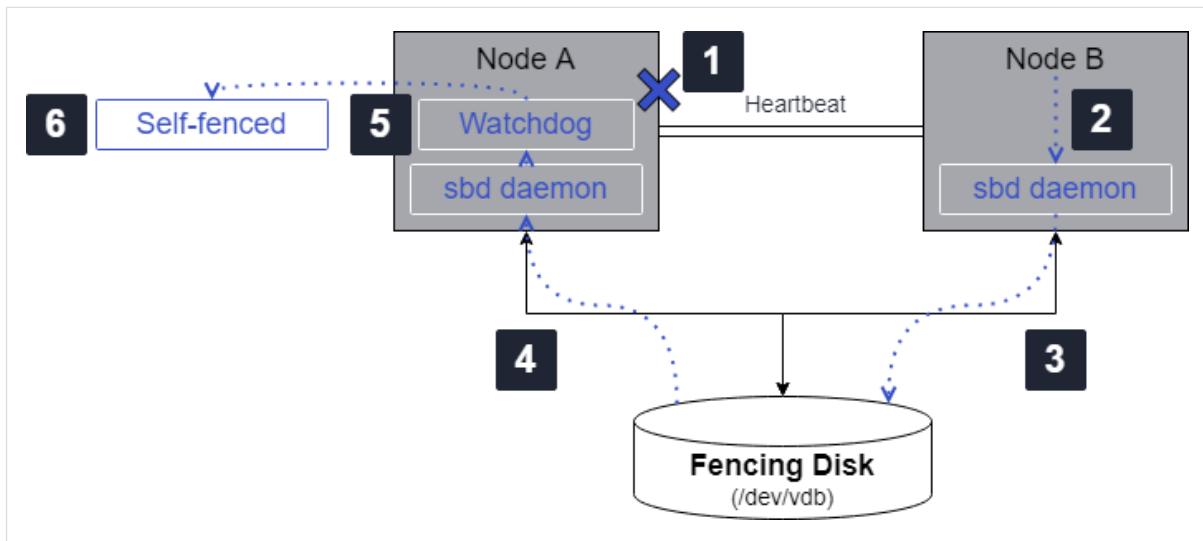 Node A
1
Node B
Heartbeat
6
Self-fenced
5
Watchdog
2
sbd daemon
sbd daemon
4
3
Fencing Disk
(/dev/vdb)